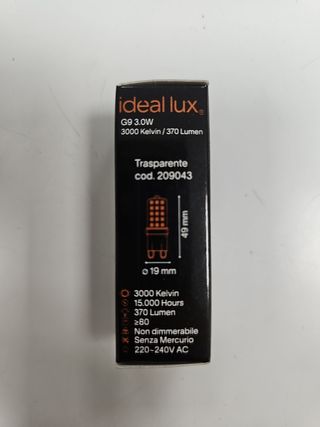 ideal lux®
G9 3.0W
3000 Kelvin / 370 Lumen
Trasparente
cod. 209043
49 mm
ø 19 mm
3000 Kelvin
15.000 Hours
370 Lumen
≥80
Non dimmerabile
Senza Mercurio
220-240V AC